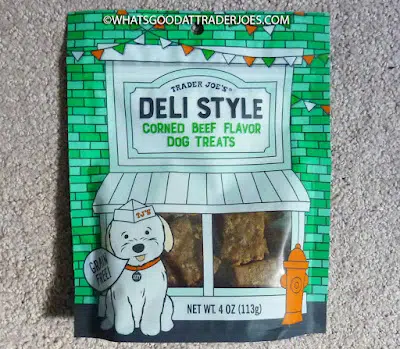 ©WHATSGOODATTRADERJOES.COM
TRADER JOE'S®
DELI STYLE
CORNED BEEF FLAVOR
DOG TREATS
TJ'S
GRAIN
FREE!
NET WT. 4 OZ (113g)